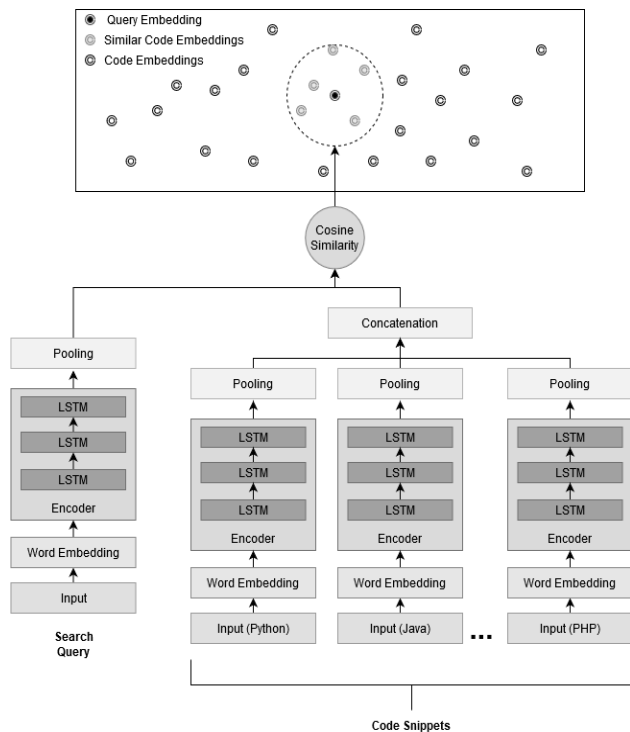 Query Embedding
Similar Code Embeddings
Code Embeddings
Cosine
Similarity
Concatenation
Pooling
LSTM
LSTM
LSTM
Encoder
Word Embedding
Input
Search
Query
Pooling
LSTM
LSTM
LSTM
Encoder
Word Embedding
Input (Python)
Pooling
LSTM
LSTM
LSTM
Encoder
Word Embedding
Input (Java)
...
Pooling
LSTM
LSTM
LSTM
Encoder
Word Embedding
Input (PHP)
Code Snippets